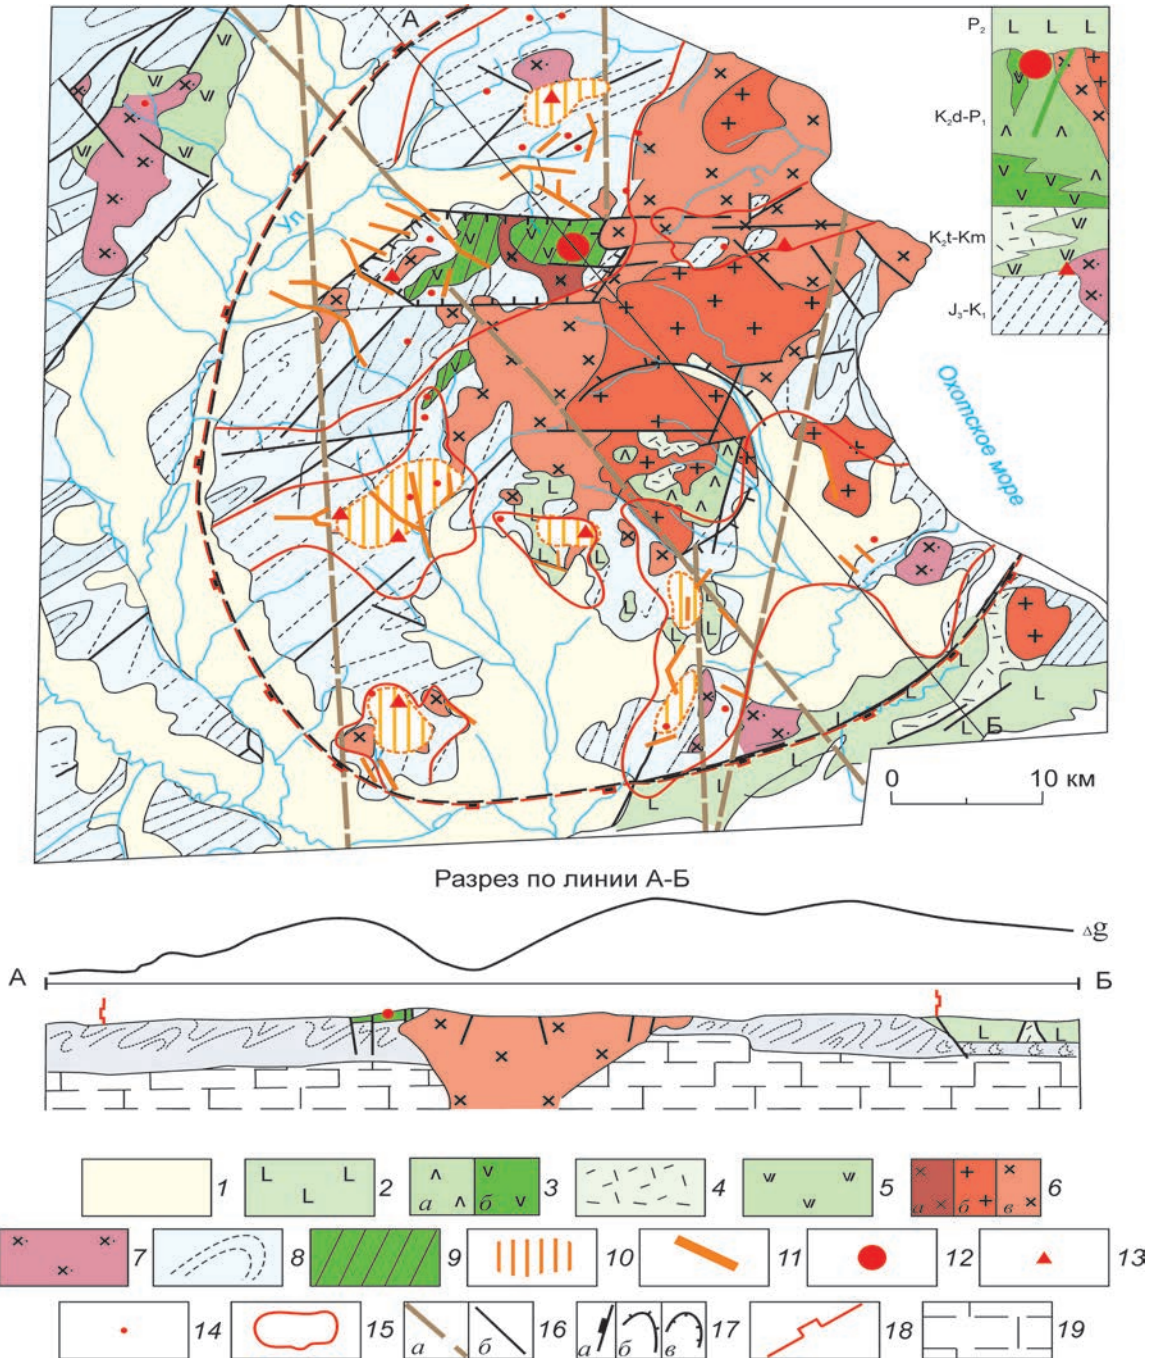 А
Ул
P₂
K₂d-P₁
K₂t-Km
J₃-K₁
Охотское море
Б
0 10 км
Разрез по линии А-Б
Δg
А Б
1 2 а б 3 4 5 а б в 6
7 8 9 10 11 12 13
14 15 а б 16 а б в 17 18 19